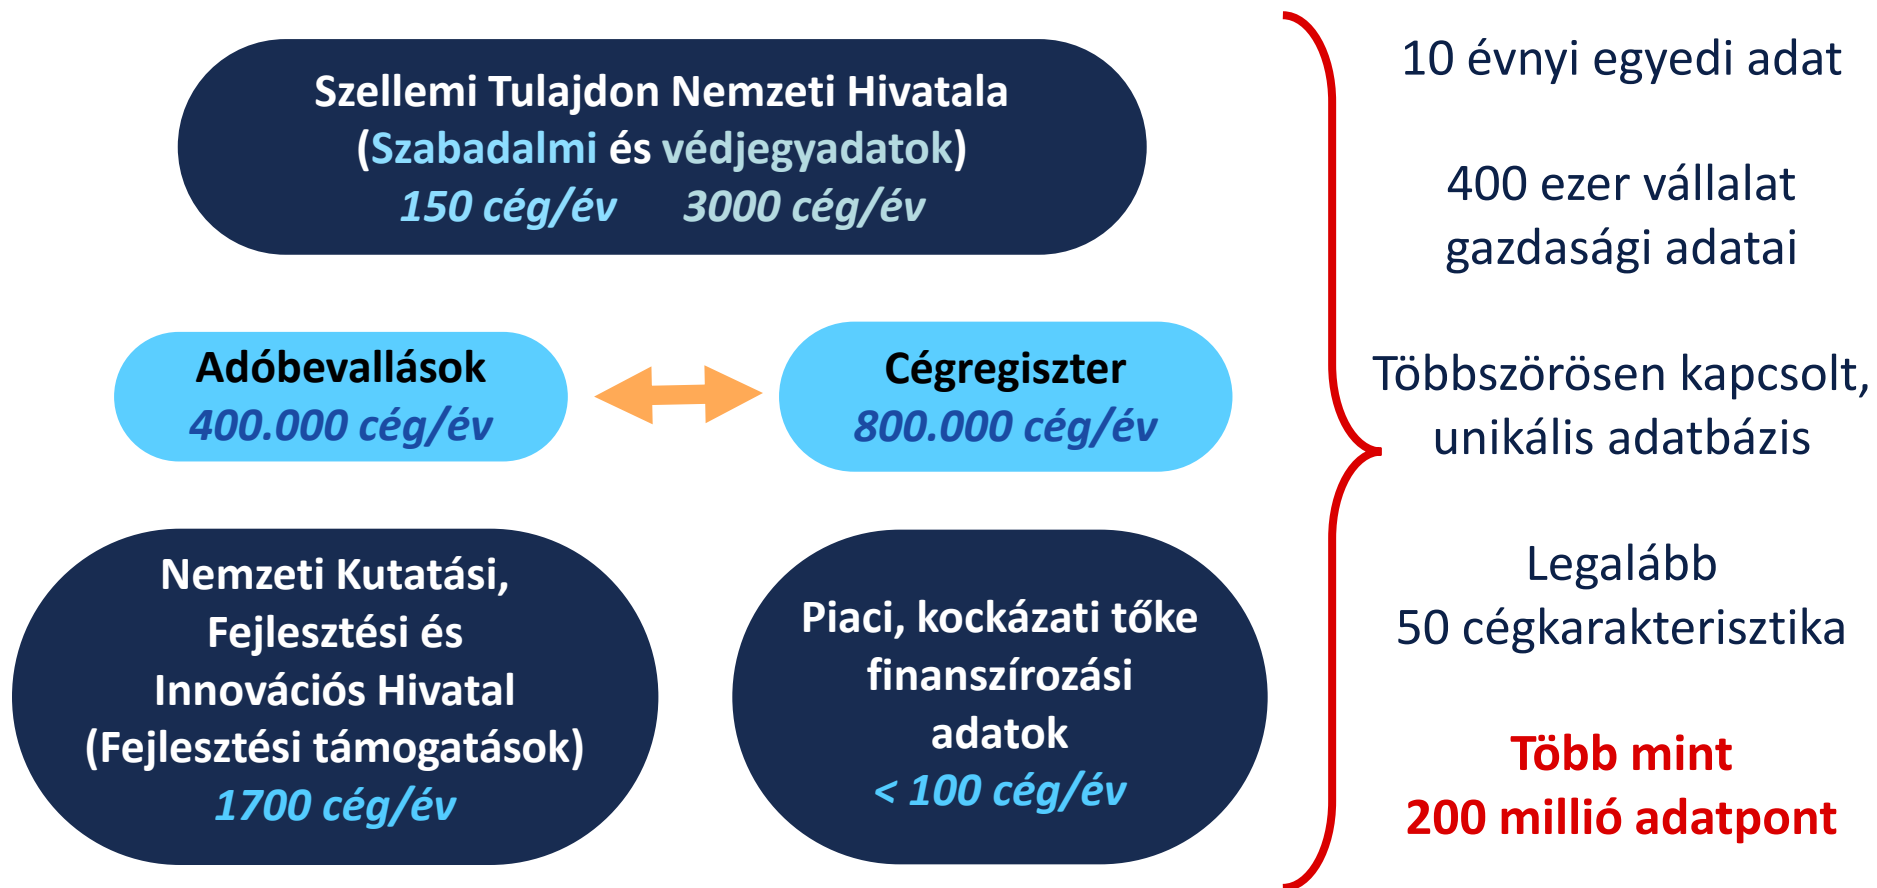 Szellemi Tulajdon Nemzeti Hivatala
(Szabadalmi és védjegyadatok)
150 cég/év 3000 cég/év
Adóbevallások
400.000 cég/év
Cégregiszter
800.000 cég/év
Nemzeti Kutatási,
Fejlesztési és
Innovációs Hivatal
(Fejlesztési támogatások)
1700 cég/év
Piaci, kockázati tőke
finanszírozási
adatok
< 100 cég/év
10 évnyi egyedi adat
400 ezer vállalat
gazdasági adatai
Többszörösen kapcsolt,
unikális adatbázis
Legalább
50 cégkarakterisztika
Több mint
200 millió adatpont